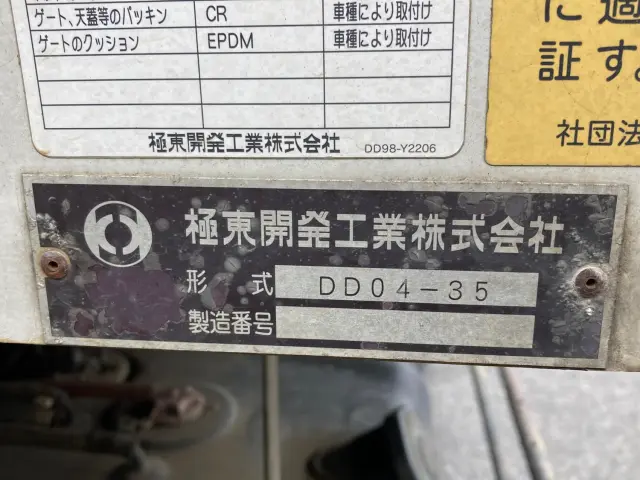 ゲート、天蓋等のパッキン CR 車種により取付け
ゲートのクッション EPDM 車種により取付け
極東開発工業株式会社 DD98-Y2206
に適
証す。
社団法
極東開発工業株式会社
形式 DD04-35
製造番号